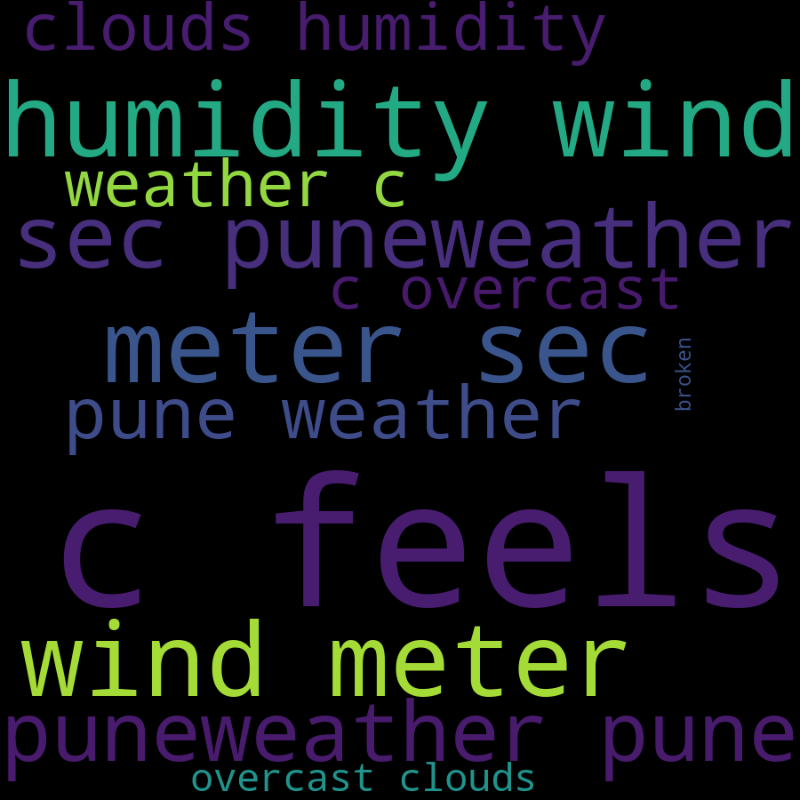 clouds humidity
humidity wind
weather c
sec puneweather
c overcast
meter sec
broken
pune weather
c feels
wind meter
puneweather pune
overcast clouds